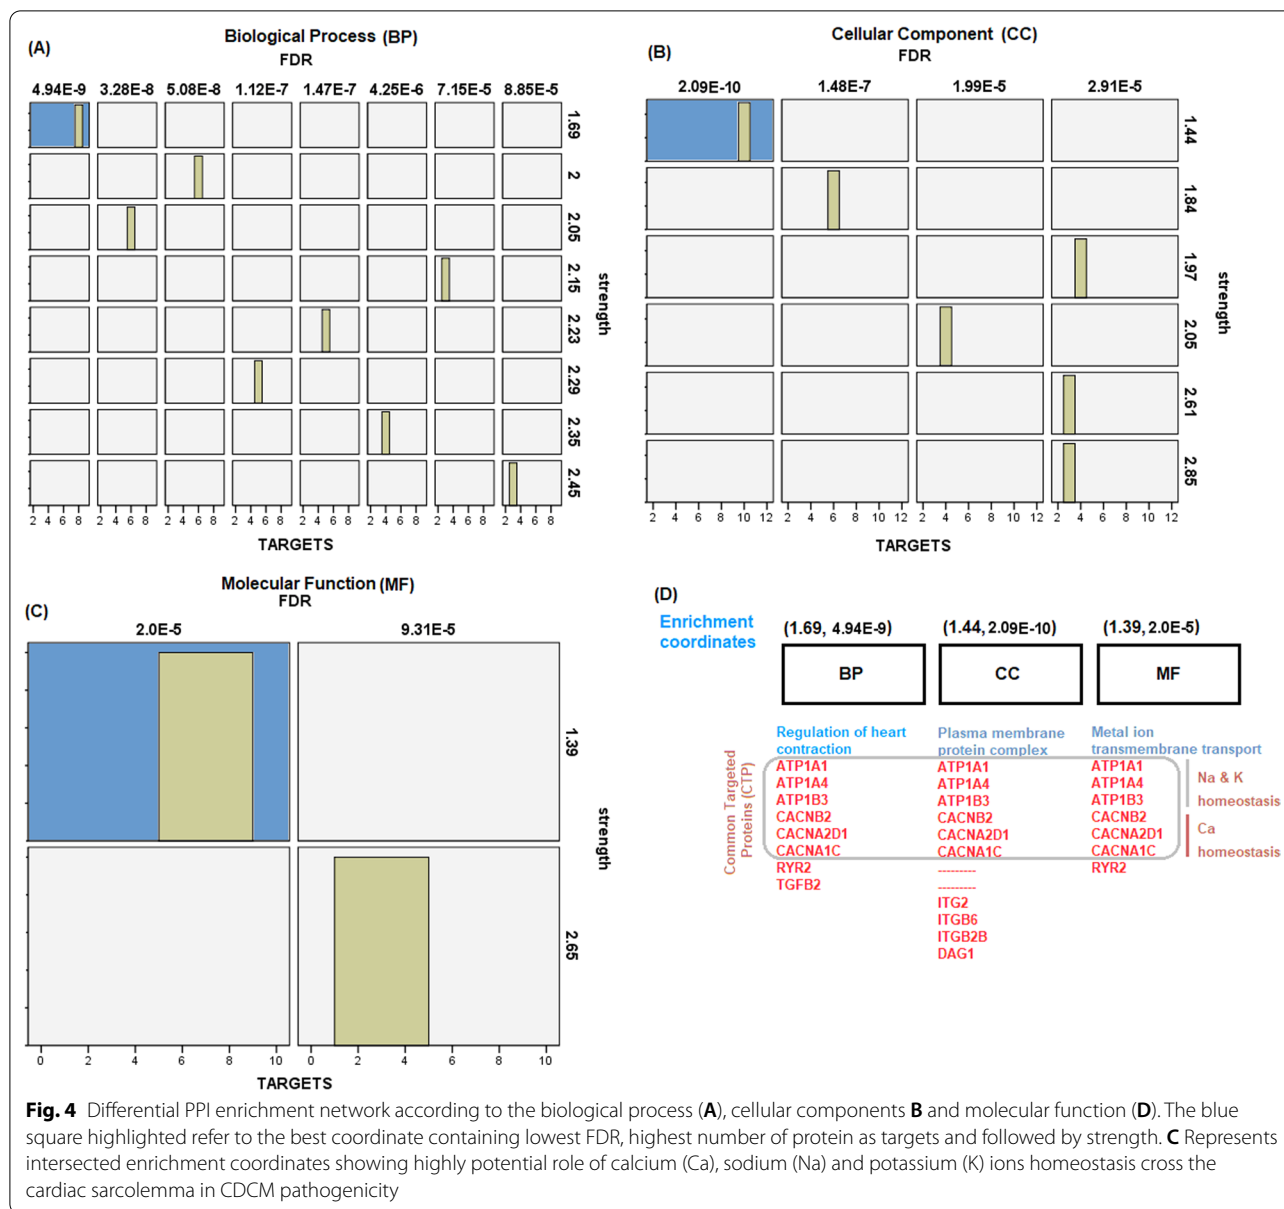 (A)
Biological Process (BP)
FDR
4.94E-9 3.28E-8 5.08E-8 1.12E-7 1.47E-7 4.25E-6 7.15E-5 8.85E-5
1.69
2
2.05
2.15
2.23
2.29
2.35
2.45
strength
2 4 6 8 2 4 6 8 2 4 6 8 2 4 6 8 2 4 6 8 2 4 6 8 2 4 6 8 2 4 6 8
TARGETS
(B)
Cellular Component (CC)
FDR
2.09E-10 1.48E-7 1.99E-5 2.91E-5
1.44
1.84
1.97
2.05
2.61
2.85
strength
2 4 6 8 10 12 2 4 6 8 10 12 2 4 6 8 10 12 2 4 6 8 10 12
TARGETS
(C)
Molecular Function (MF)
FDR
2.0E-5 9.31E-5
1.39
2.65
strength
0 2 4 6 8 10 0 2 4 6 8 10
TARGETS
(D)
Enrichment
coordinates
(1.69, 4.94E-9) (1.44, 2.09E-10) (1.39, 2.0E-5)
BP CC MF
Common Targeted
Proteins (CTP)
Regulation of heart
contraction
ATP1A1
ATP1A4
ATP1B3
CACNB2
CACNA2D1
CACNA1C
RYR2
TGFB2
Plasma membrane
protein complex
ATP1A1
ATP1A4
ATP1B3
CACNB2
CACNA2D1
CACNA1C
---------
---------
ITG2
ITGB6
ITGB2B
DAG1
Metal ion
transmembrane transport
ATP1A1
ATP1A4
ATP1B3
CACNB2
CACNA2D1
CACNA1C
RYR2
Na & K
homeostasis
Ca
homeostasis
Fig. 4 Differential PPI enrichment network according to the biological process (A), cellular components B and molecular function (D). The blue
square highlighted refer to the best coordinate containing lowest FDR, highest number of protein as targets and followed by strength. C Represents
intersected enrichment coordinates showing highly potential role of calcium (Ca), sodium (Na) and potassium (K) ions homeostasis cross the
cardiac sarcolemma in CDCM pathogenicity